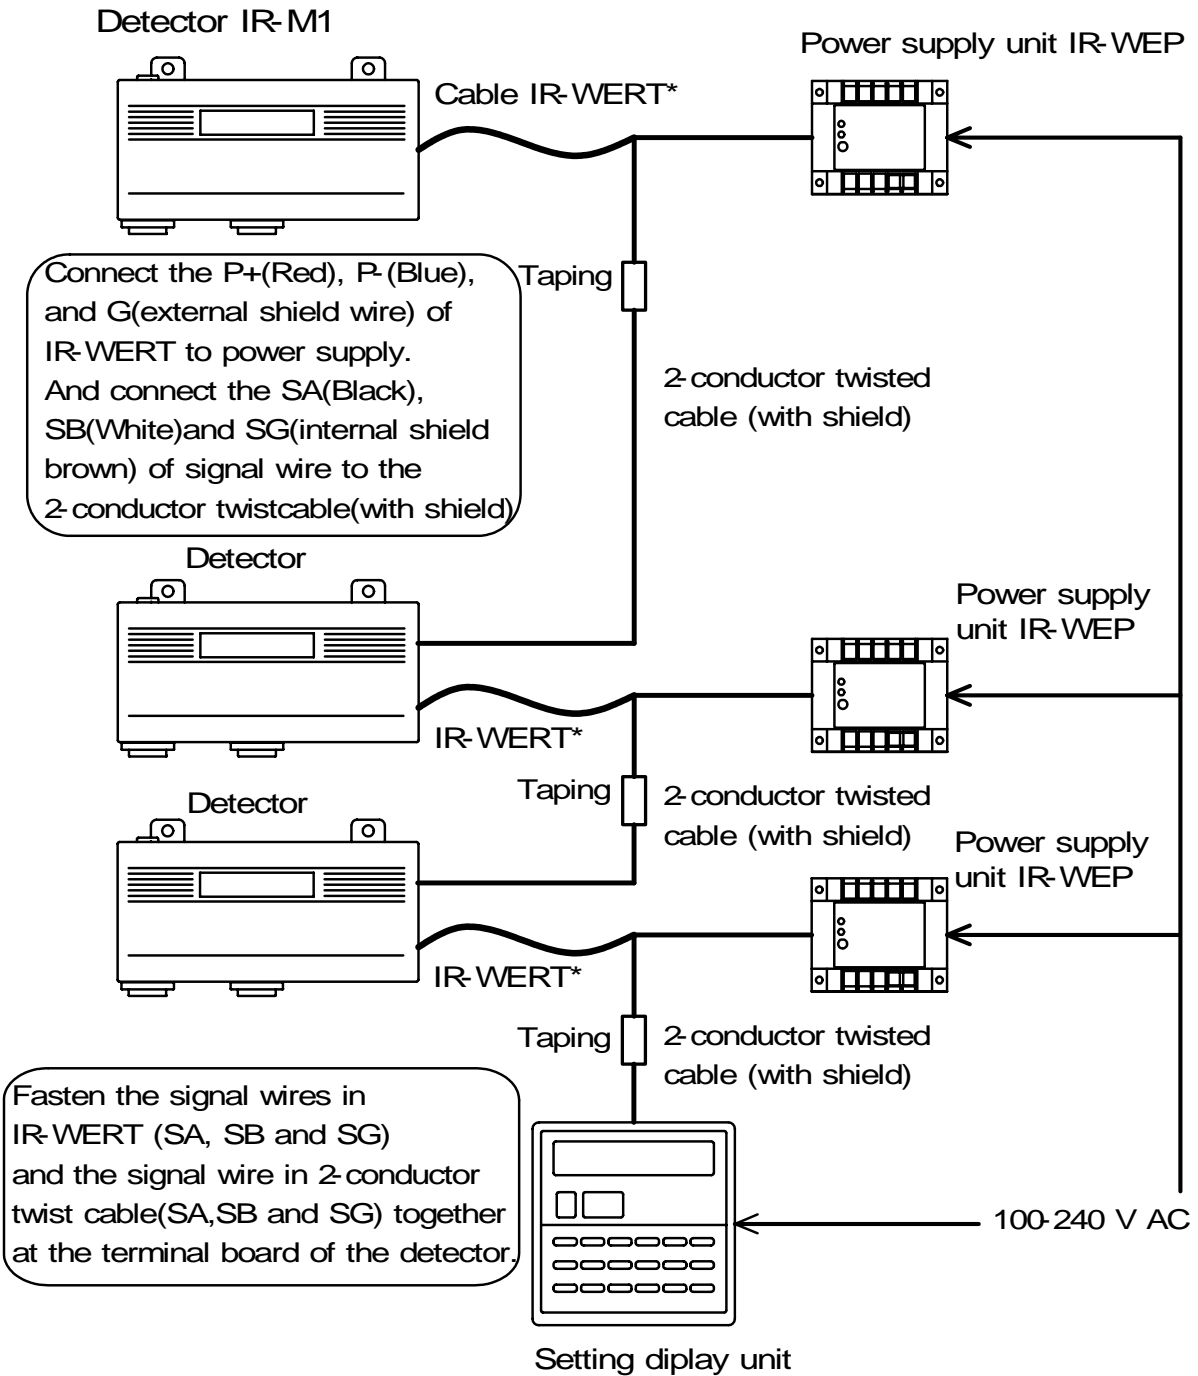 Detector IR-M1
Power supply unit IR-WEP
Cable IR-WERT*
Connect the P+(Red), P-(Blue),
and G(external shield wire) of
IR-WERT to power supply.
And connect the SA(Black),
SB(White)and SG(internal shield
brown) of signal wire to the
2-conductor twistcable(with shield)
Taping
2-conductor twisted
cable (with shield)
Detector
Power supply
unit IR-WEP
IR-WERT*
Taping
2-conductor twisted
cable (with shield)
Detector
Power supply
unit IR-WEP
IR-WERT*
Taping
2-conductor twisted
cable (with shield)
Fasten the signal wires in
IR-WERT (SA, SB and SG)
and the signal wire in 2-conductor
twist cable(SA,SB and SG) together
at the terminal board of the detector.
100-240 V AC
Setting diplay unit